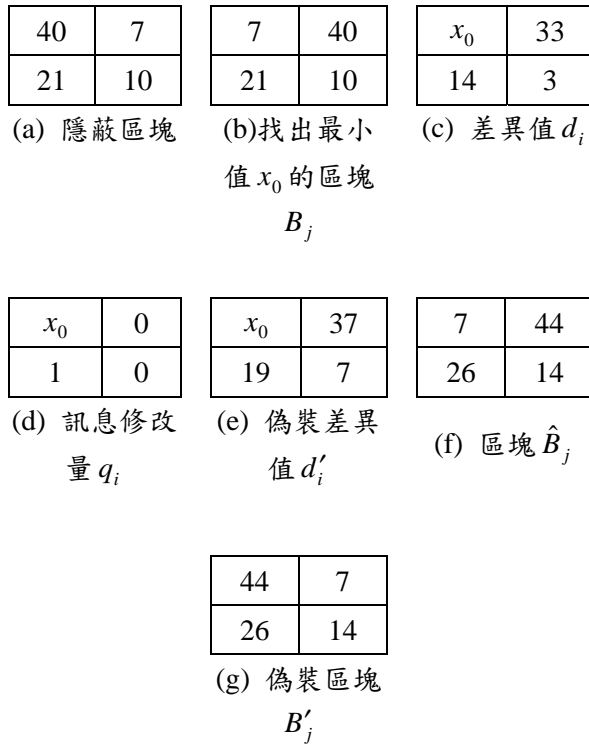 40 7 7 40 x₀ 33
21 10 21 10 14 3
(a) 隱蔽區塊 (b)找出最小 (c) 差異值 dᵢ
值 x₀ 的區塊
Bⱼ
x₀ 0 x₀ 37 7 44
1 0 19 7 26 14
(d) 訊息修改 (e) 偽裝差異 (f) 區塊 B̂ⱼ
量 qᵢ 值 d′ᵢ
44 7
26 14
(g) 偽裝區塊
B′ⱼ